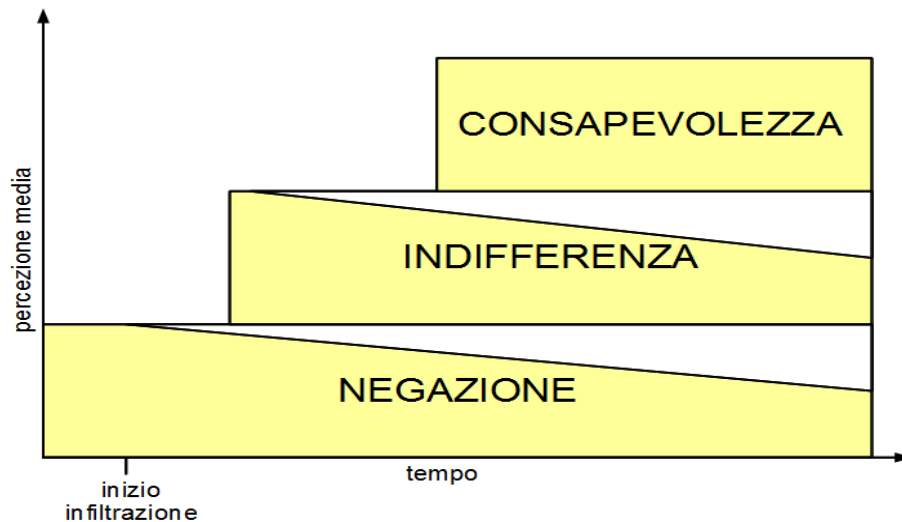 CONSAPEVOLEZZA
INDIFFERENZA
NEGAZIONE
percezione media
tempo
inizio
infiltrazione